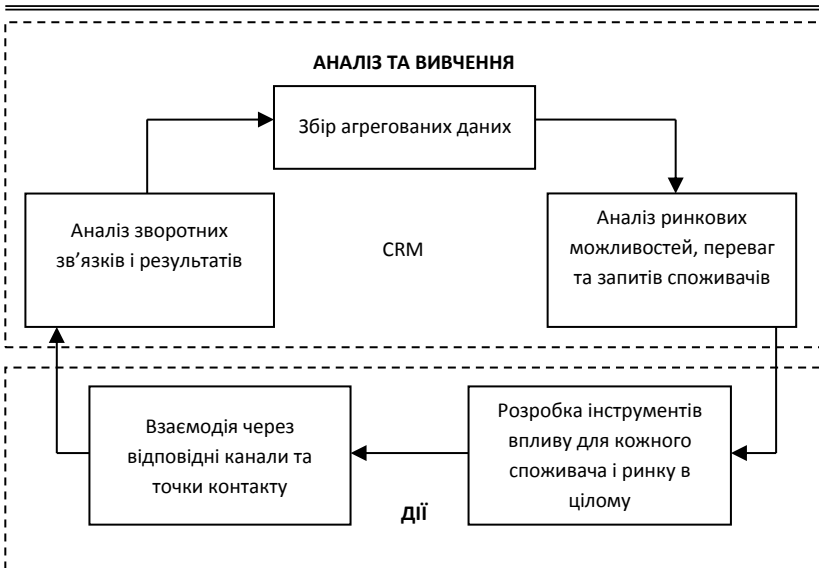 АНАЛІЗ ТА ВИВЧЕННЯ
Збір агрегованих даних
Аналіз зворотних
зв’язків і результатів
CRM
Аналіз ринкових
можливостей, переваг
та запитів споживачів
Взаємодія через
відповідні канали та
точки контакту
Розробка інструментів
впливу для кожного
споживача і ринку в
цілому
ДІЇ